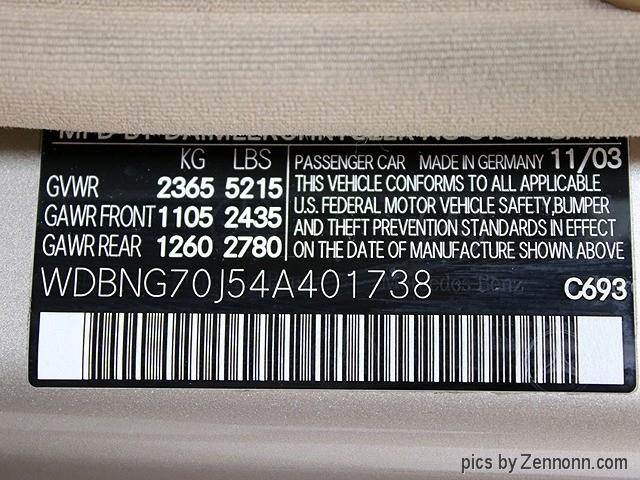 KG LBS
GVWR 2365 5215
GAWR FRONT 1105 2435
GAWR REAR 1260 2780
PASSENGER CAR MADE IN GERMANY 11/03
THIS VEHICLE CONFORMS TO ALL APPLICABLE
U.S. FEDERAL MOTOR VEHICLE SAFETY,BUMPER
AND THEFT PREVENTION STANDARDS IN EFFECT
ON THE DATE OF MANUFACTURE SHOWN ABOVE
WDBNG70J54A401738 C693
pics by Zennonn.com